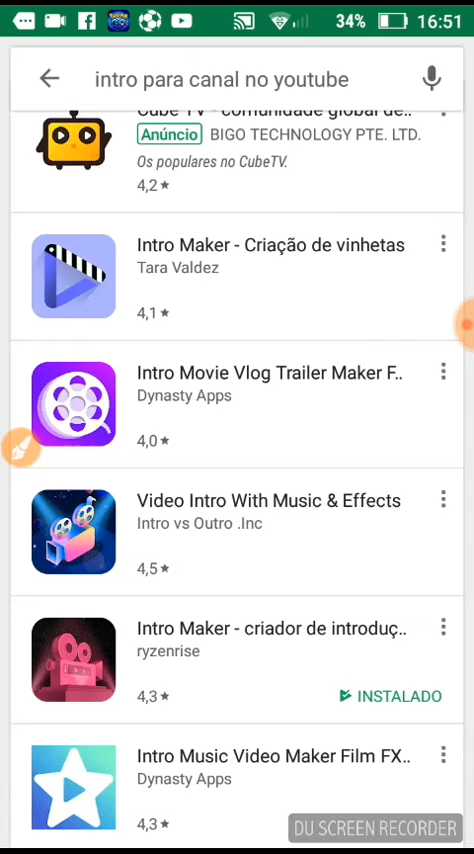 34% 16:51
intro para canal no youtube
Cube TV - comunidade global de..
Anúncio BIGO TECHNOLOGY PTE. LTD.
Os populares no CubeTV.
4,2★
Intro Maker - Criação de vinhetas
Tara Valdez
4,1★
Intro Movie Vlog Trailer Maker F..
Dynasty Apps
4,0★
Video Intro With Music & Effects
Intro vs Outro .Inc
4,5★
Intro Maker - criador de introduç..
ryzenrise
4,3★ INSTALADO
Intro Music Video Maker Film FX..
Dynasty Apps
4,3★
DU SCREEN RECORDER